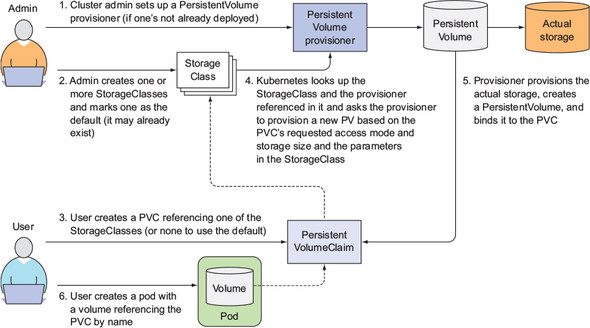 Admin
1. Cluster admin sets up a PersistentVolume
provisioner (if one's not already deployed)
Persistent
Volume
provisioner
Persistent
Volume
Actual
storage
2. Admin creates one or
more StorageClasses
and marks one as the
default (it may already
exist)
Storage
Class
4. Kubernetes looks up the
StorageClass and the provisioner
referenced in it and asks the provisioner
to provision a new PV based on the
PVC's requested access mode and
storage size and the parameters
in the StorageClass
5. Provisioner provisions the
actual storage, creates
a PersistentVolume, and
binds it to the PVC
User
3. User creates a PVC referencing one of the
StorageClasses (or none to use the default)
Persistent
VolumeClaim
6. User creates a pod with
a volume referencing the
PVC by name
Volume
Pod